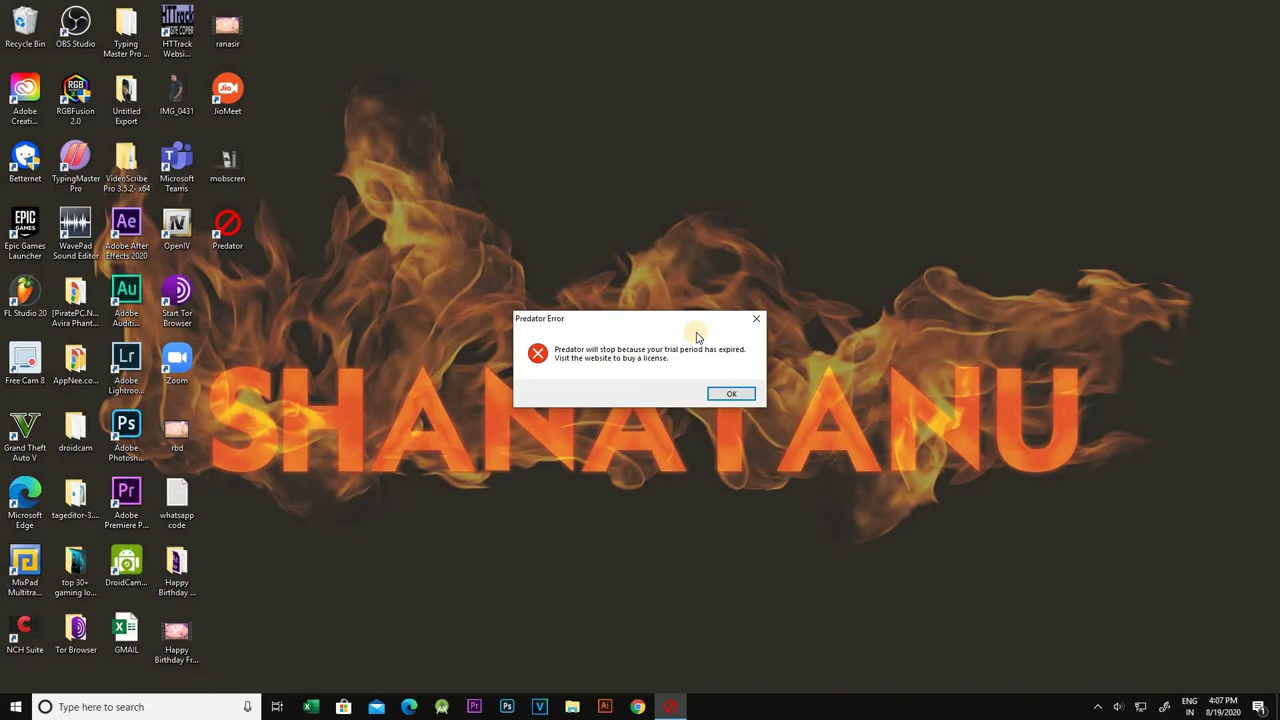 Recycle Bin
OBS Studio
Typing
Master Pro ...
HTTrack
Websi...
ranasir
Adobe
Creati...
RGBFusion
2.0
Untitled
Export
IMG_0431
JioMeet
Betternet
TypingMaster
Pro
VideoScribe
Pro 3.5.2- x64
Microsoft
Teams
mobscren
Epic Games
Launcher
WavePad
Sound Editor
Adobe After
Effects 2020
OpenIV
Predator
FL Studio 20
[PiratePC.N...
Avira Phant...
Adobe
Auditi...
Start Tor
Browser
Free Cam 8
AppNee.co...
Adobe
Lightroo...
Zoom
Grand Theft
Auto V
droidcam
Adobe
Photosh...
rbd
Microsoft
Edge
tageditor-3....
Adobe
Premiere P...
whatsapp
code
MixPad
Multitra...
top 30+
gaming lo...
DroidCam...
Happy
Birthday ...
NCH Suite
Tor Browser
GMAIL
Happy
Birthday Fr...
Predator Error
Predator will stop because your trial period has expired.
Visit the website to buy a license.
OK
SHANATANU
Type here to search
ENG
IN
4:07 PM
8/19/2020